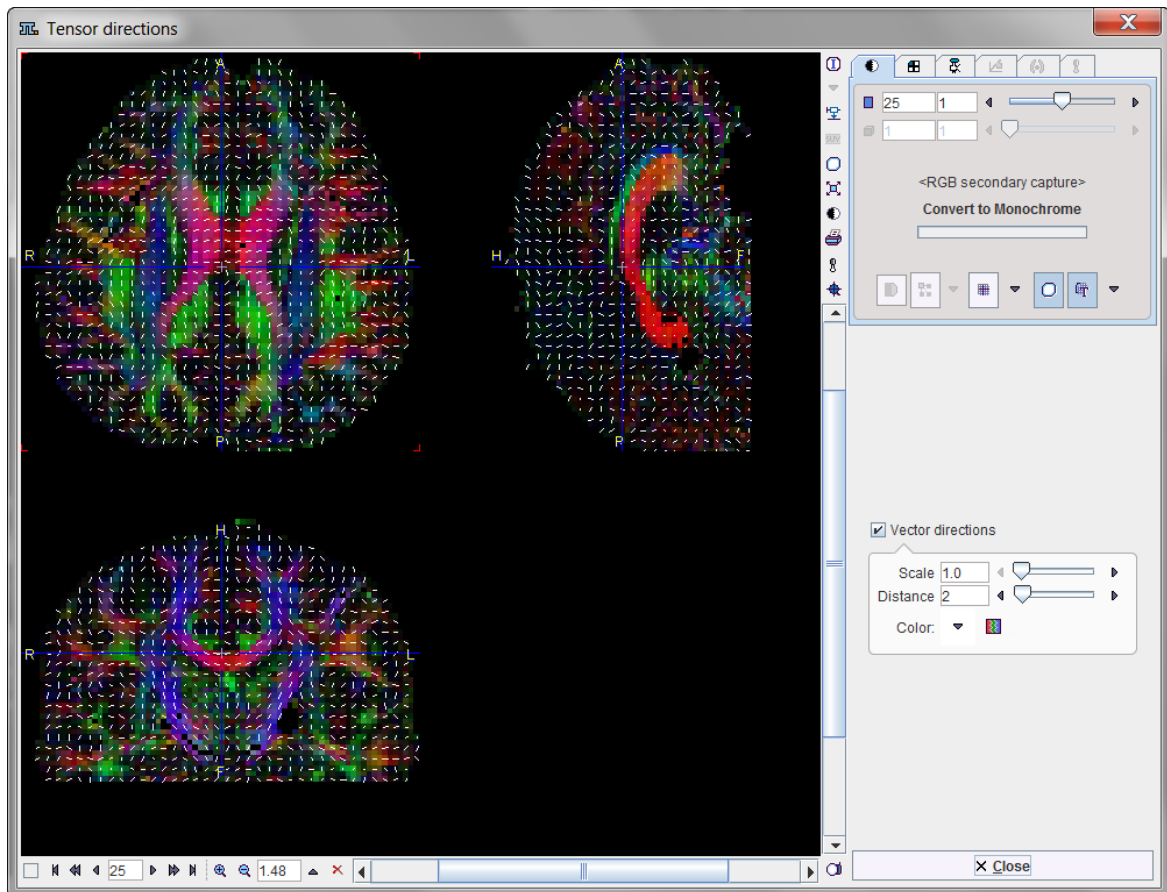 Tensor directions
A
R
L
P
A
H
F
P
H
R
L
F
SUV
25 1
1 1
<RGB secondary capture>
Convert to Monochrome
Vector directions
Scale 1.0
Distance 2
Color:
25
1.48
Close